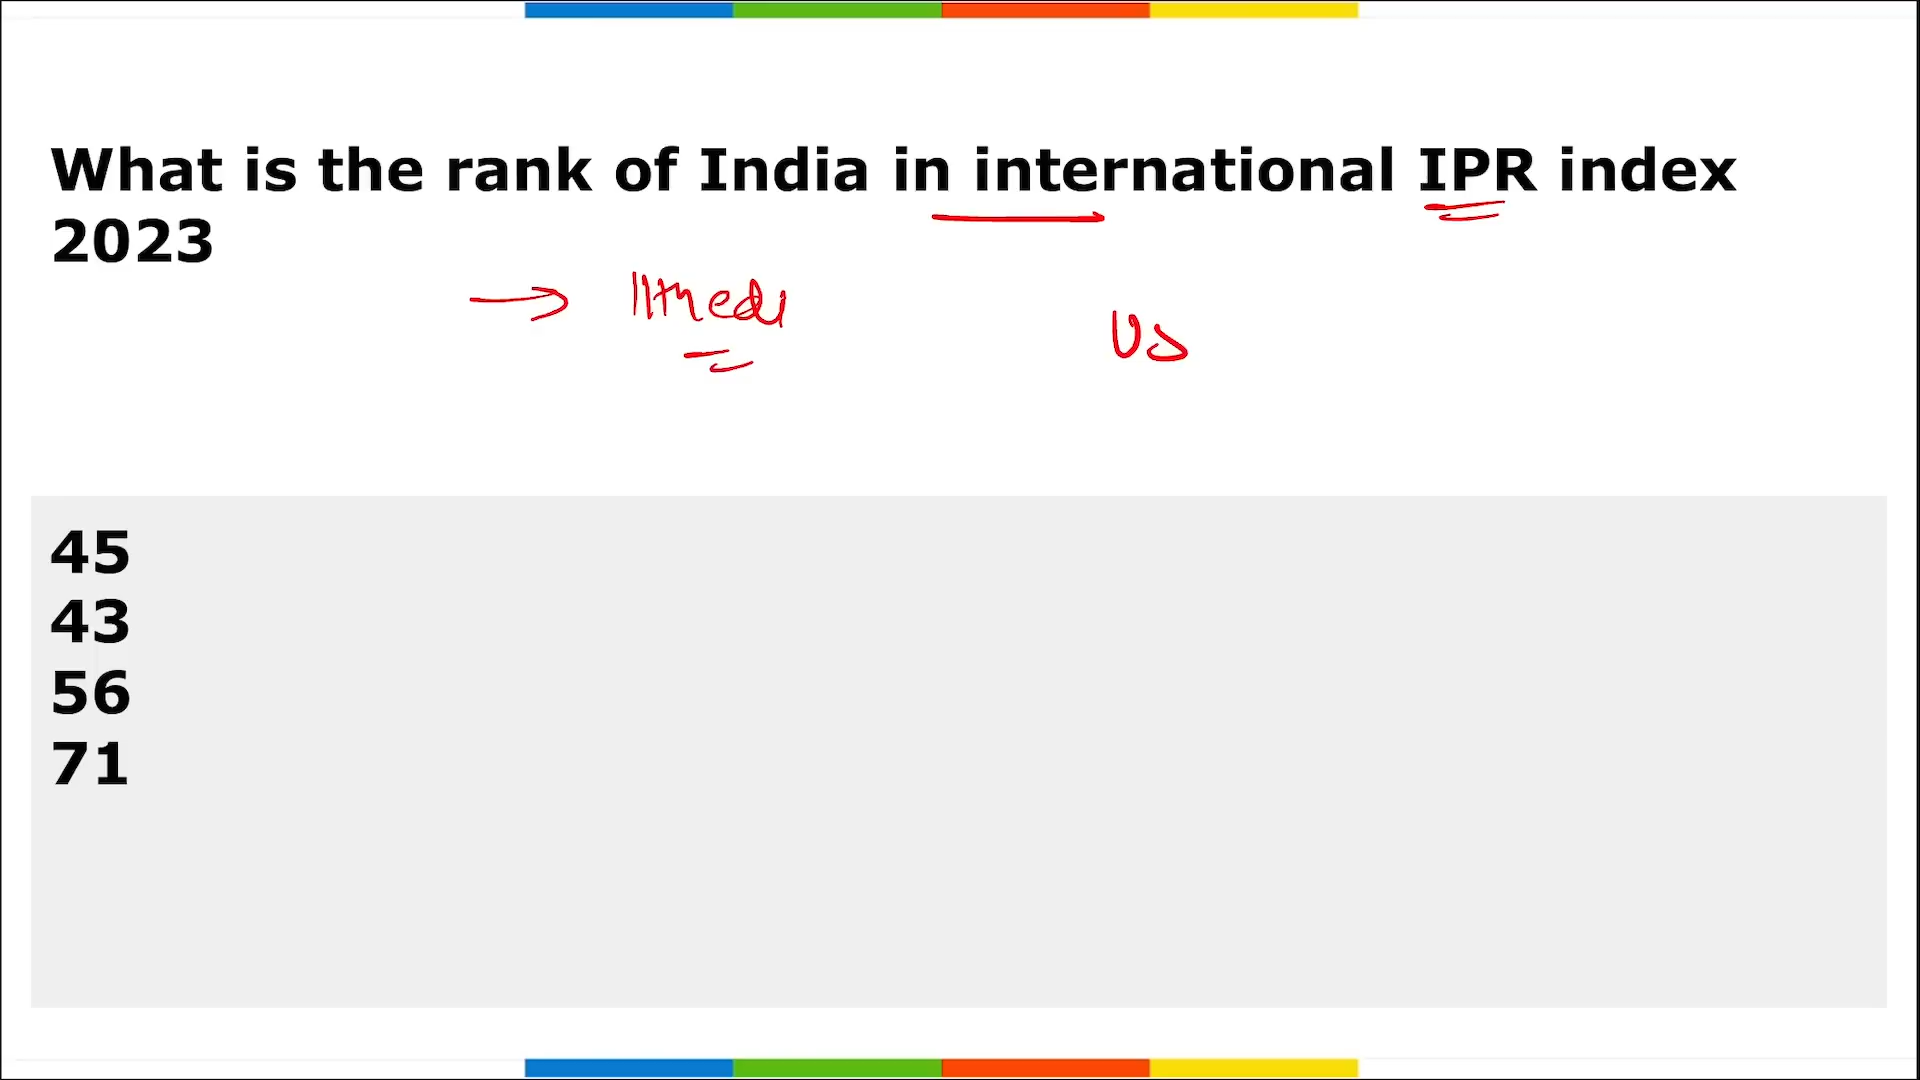 What is the rank of India in international IPR index
2023
→ 11th edi
US
45
43
56
71